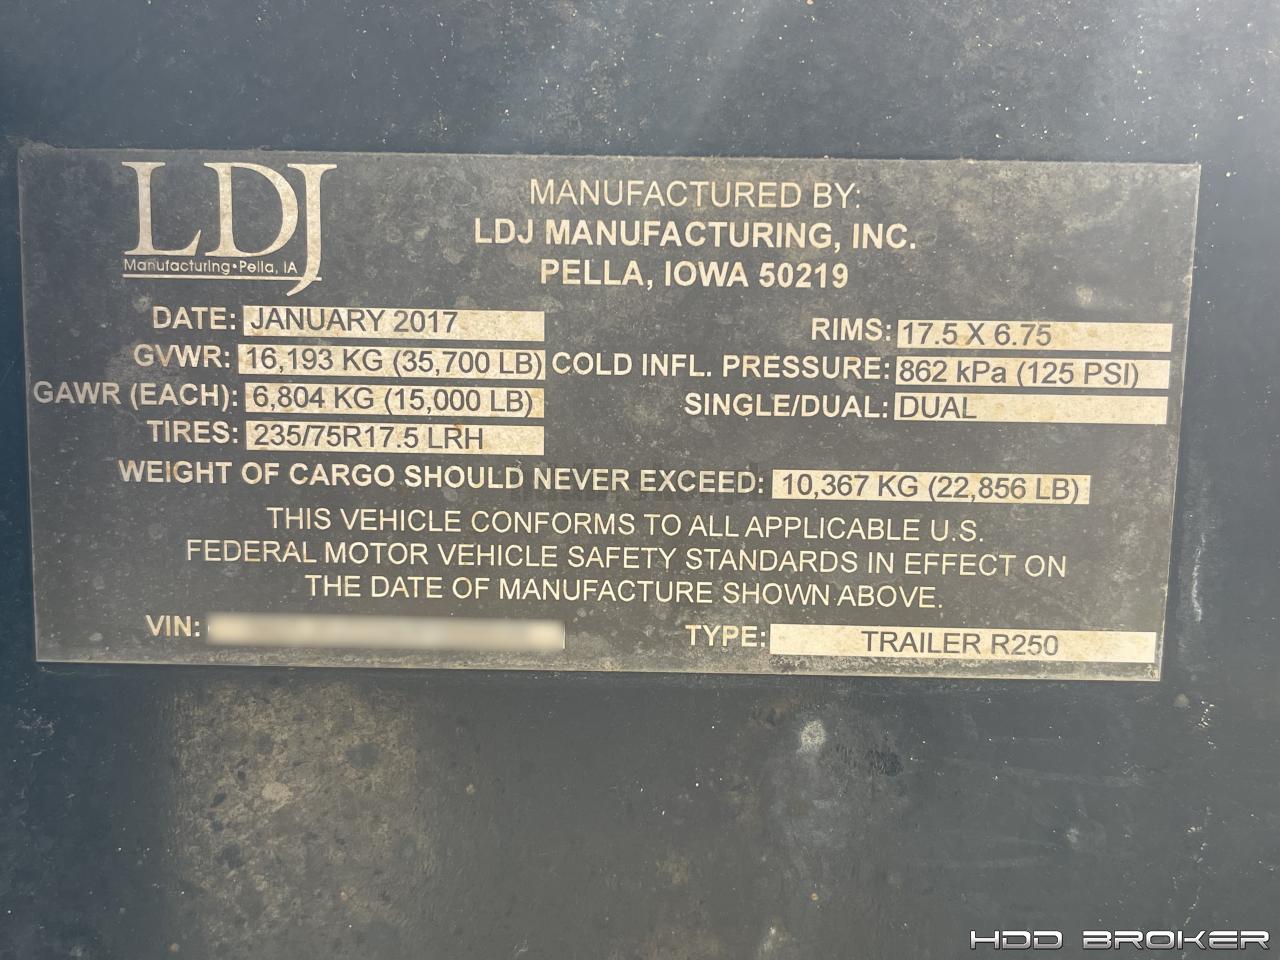 LDJ
Manufacturing•Pella, IA
MANUFACTURED BY:
LDJ MANUFACTURING, INC.
PELLA, IOWA 50219
DATE: JANUARY 2017
GVWR: 16,193 KG (35,700 LB)
GAWR (EACH): 6,804 KG (15,000 LB)
TIRES: 235/75R17.5 LRH
RIMS: 17.5 X 6.75
COLD INFL. PRESSURE: 862 kPa (125 PSI)
SINGLE/DUAL: DUAL
WEIGHT OF CARGO SHOULD NEVER EXCEED: 10,367 KG (22,856 LB)
THIS VEHICLE CONFORMS TO ALL APPLICABLE U.S.
FEDERAL MOTOR VEHICLE SAFETY STANDARDS IN EFFECT ON
THE DATE OF MANUFACTURE SHOWN ABOVE.
VIN:
TYPE: TRAILER R250
HDD BROKER